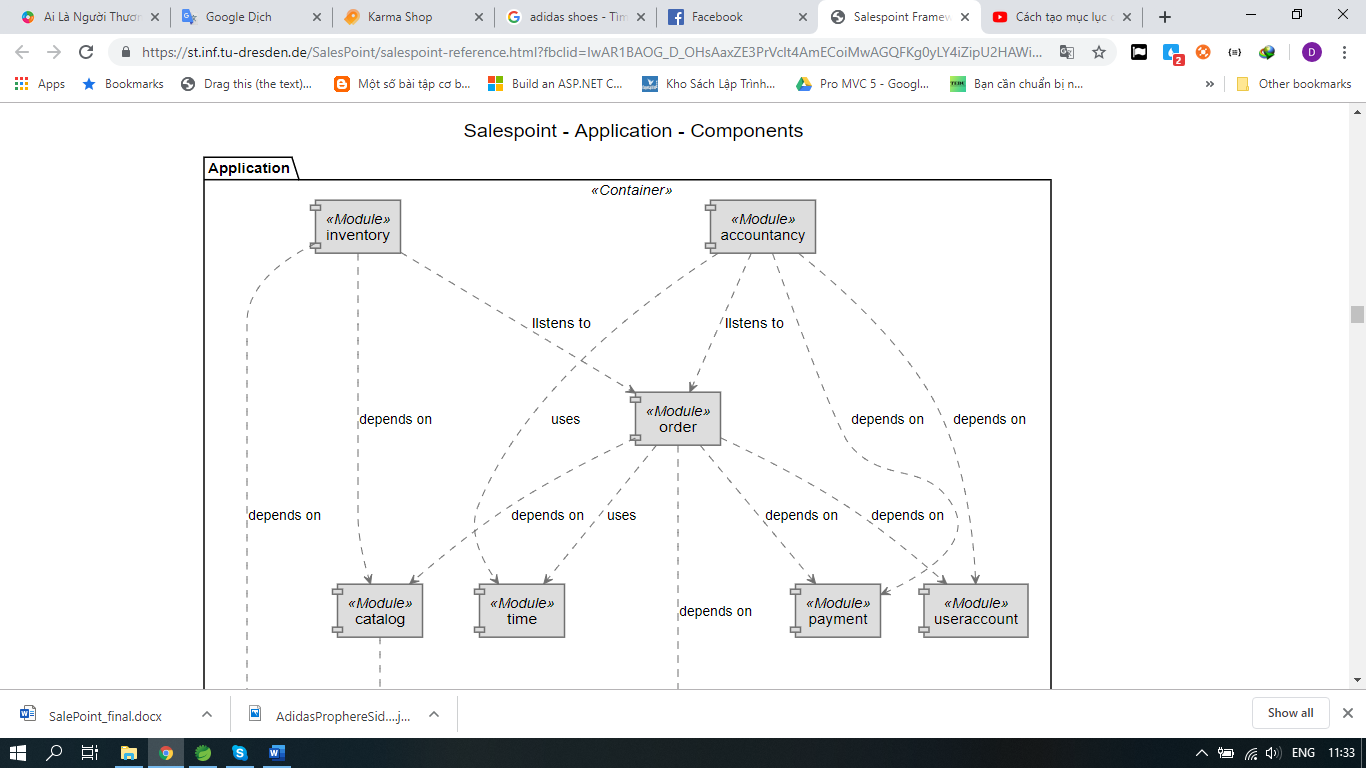 Ai Là Người Thươn
Google Dịch
Karma Shop
adidas shoes - Tìm
Facebook
Salespoint Framew
Cách tạo mục lục c
https://st.inf.tu-dresden.de/SalesPoint/salespoint-reference.html?fbclid=IwAR1BAOG_D_OHsAaxZE3PrVclt4AmECoiMwAGQFKg0yLY4iZipU2HAWi...
2
D
Apps
Bookmarks
Drag this (the text)...
Một số bài tập cơ b...
Build an ASP.NET C...
Kho Sách Lập Trình...
Pro MVC 5 - Googl...
Bạn cần chuẩn bị n...
»
Other bookmarks
Salespoint - Application - Components
Application
«Container»
«Module»
inventory
«Module»
accountancy
listens to
listens to
depends on
uses
depends on
depends on
«Module»
order
depends on
depends on
uses
depends on
depends on
«Module»
catalog
«Module»
time
depends on
«Module»
payment
«Module»
useraccount
SalePoint_final.docx
AdidasProphereSid....j...
Show all
ENG
11:33